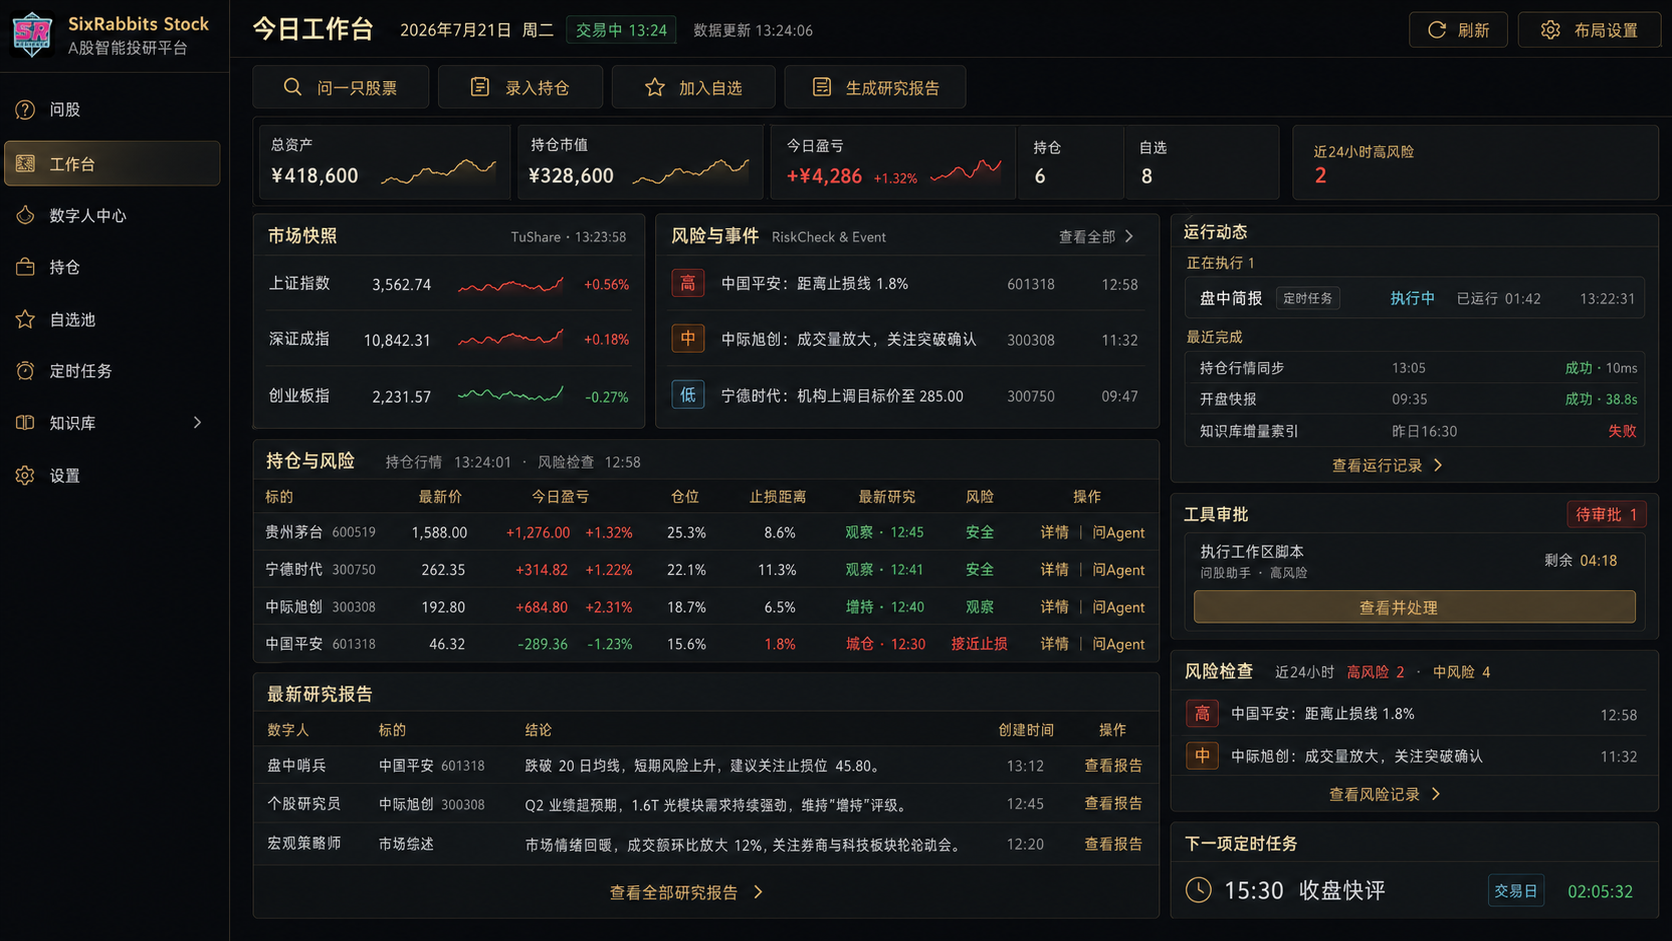 SixRabbits Stock
A股智能投研平台
问股
工作台
数字人中心
持仓
自选池
定时任务
知识库
设置
今日工作台 2026年7月21日 周二 交易中 13:24 数据更新 13:24:06 刷新 布局设置
问一只股票 录入持仓 加入自选 生成研究报告
总资产
¥418,600
持仓市值
¥328,600
今日盈亏
+¥4,286 +1.32%
持仓
6
自选
8
近24小时高风险
2
市场快照 TuShare · 13:23:58
上证指数 3,562.74 +0.56%
深证成指 10,842.31 +0.18%
创业板指 2,231.57 -0.27%
风险与事件 RiskCheck & Event 查看全部
高 中国平安：距离止损线 1.8% 601318 12:58
中 中际旭创：成交量放大，关注突破确认 300308 11:32
低 宁德时代：机构上调目标价至 285.00 300750 09:47
持仓与风险 持仓行情 13:24:01 · 风险检查 12:58
标的 最新价 今日盈亏 仓位 止损距离 最新研究 风险 操作
贵州茅台 600519 1,588.00 +1,276.00 +1.32% 25.3% 8.6% 观察 · 12:45 安全 详情 | 问Agent
宁德时代 300750 262.35 +314.82 +1.22% 22.1% 11.3% 观察 · 12:41 安全 详情 | 问Agent
中际旭创 300308 192.80 +684.80 +2.31% 18.7% 6.5% 增持 · 12:40 观察 详情 | 问Agent
中国平安 601318 46.32 -289.36 -1.23% 15.6% 1.8% 仓 · 12:30 接近止损 详情 | 问Agent
最新研究报告
数字人 标的 结论 创建时间 操作
盘中哨兵 中国平安 601318 跌破 20 日均线，短期风险上升，建议关注止损位 45.80。 13:12 查看报告
个股研究员 中际旭创 300308 Q2 业绩超预期，1.6T 光模块需求持续强劲，维持“增持”评级。 12:45 查看报告
宏观策略师 市场综述 市场情绪回暖，成交额环比放大 12%，关注券商与科技板块轮动会。 12:20 查看报告
查看全部研究报告
运行动态
正在执行 1
盘中简报 定时任务 执行中 已运行 01:42 13:22:31
最近完成
持仓行情同步 13:05 成功 · 10ms
开盘快报 09:35 成功 · 38.8s
知识库增量索引 昨日16:30 失败
查看运行记录
工具审批 待审批 1
执行工作区脚本
问股助手 · 高风险
剩余 04:18
查看并处理
风险检查 近24小时 高风险 2 · 中风险 4
高 中国平安：距离止损线 1.8% 12:58
中 中际旭创：成交量放大，关注突破确认 11:32
查看风险记录
下一项定时任务
15:30 收盘快评 交易日 02:05:32